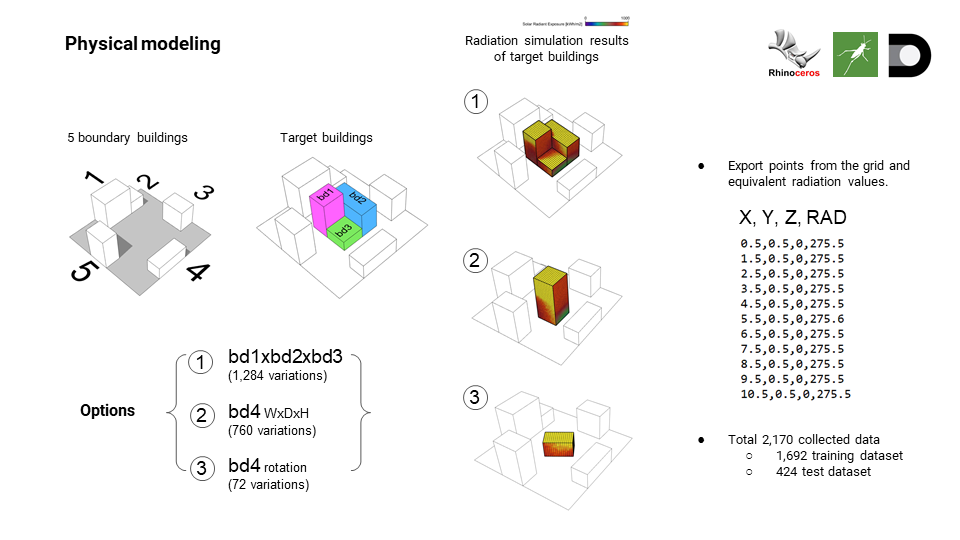 Physical modeling
5 boundary buildings
1
2
3
4
5
Target buildings
bd1
bd2
bd3
Options
1 bd1xbd2xbd3
(1,284 variations)
2 bd4 WxDxH
(760 variations)
3 bd4 rotation
(72 variations)
Solar Radiant Exposure [kWh/m2]
0
1000
Radiation simulation results
of target buildings
1
2
3
Rhinoceros
● Export points from the grid and
equivalent radiation values.
X, Y, Z, RAD
0.5,0.5,0,275.5
1.5,0.5,0,275.5
2.5,0.5,0,275.5
3.5,0.5,0,275.5
4.5,0.5,0,275.5
5.5,0.5,0,275.6
6.5,0.5,0,275.5
7.5,0.5,0,275.5
8.5,0.5,0,275.5
9.5,0.5,0,275.5
10.5,0.5,0,275.5
● Total 2,170 collected data
○ 1,692 training dataset
○ 424 test dataset